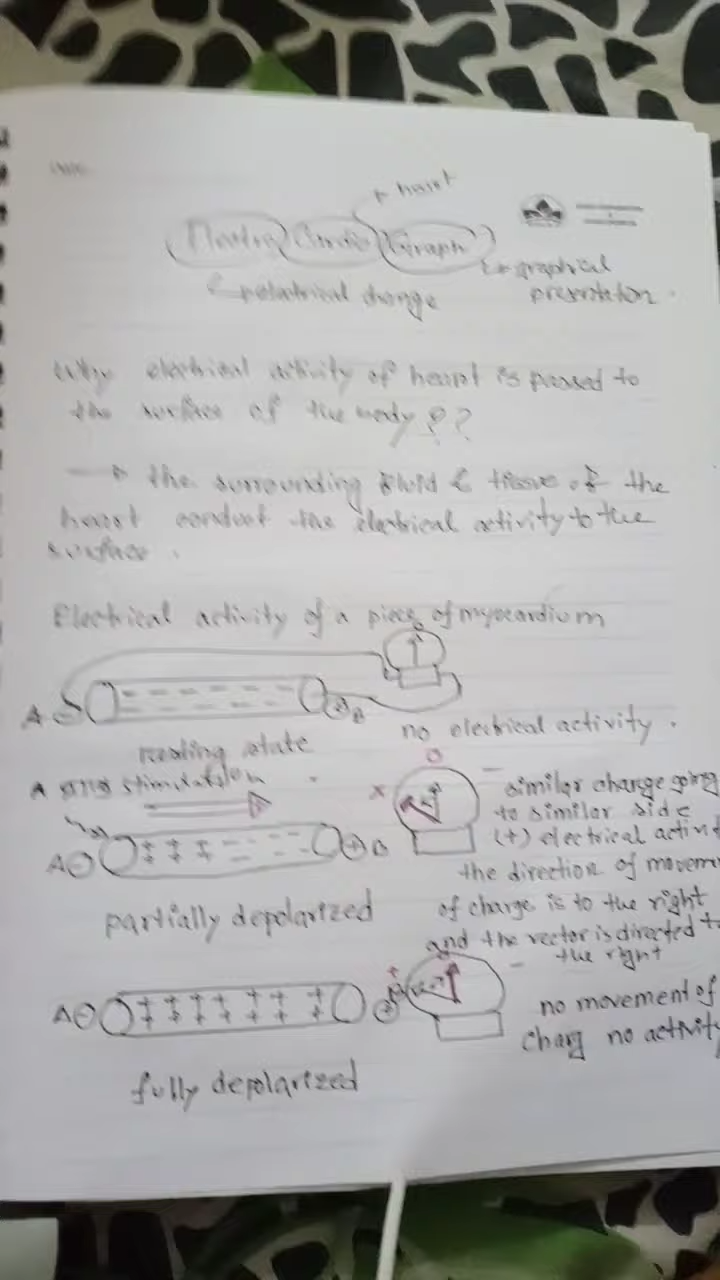 heart
Electro Cardio Graph
graphical
presentation.
electrical change
Why electrical activity of heart is passed to
the surface of the body ??
the surrounding fluid & tissue of the
heart conduct the electrical activity to the
surface.
Electrical activity of a piece of myocardium
A - ⊕ B
no electrical activity.
resting state
A stimulation
O
X
similar charge going
to similar side
(+) electrical activ
A ⊖ + + + - - - ⊕ B
the direction of movem
partially depolarized
of charge is to the right
and the vector is directed
the right
A ⊖ + + + + + + ⊕
no movement of
charg no activity
fully depolarized